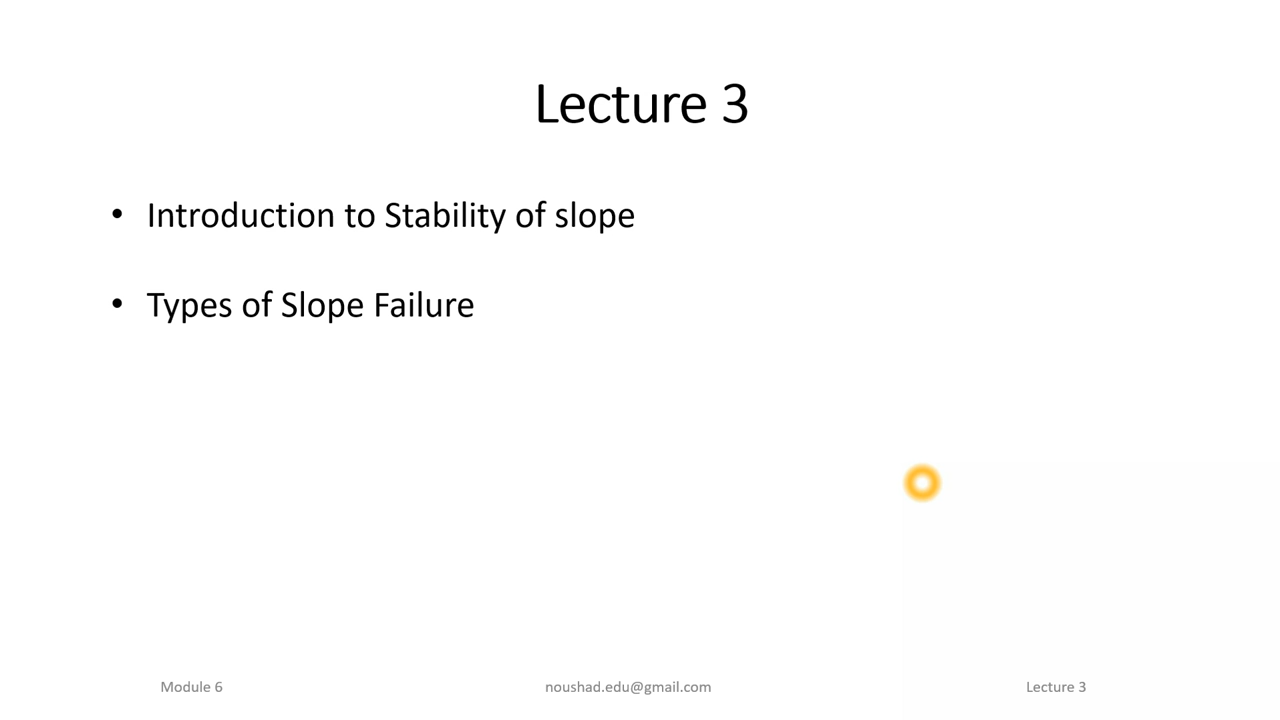 Lecture 3
• Introduction to Stability of slope
• Types of Slope Failure
Module 6
noushad.edu@gmail.com
Lecture 3